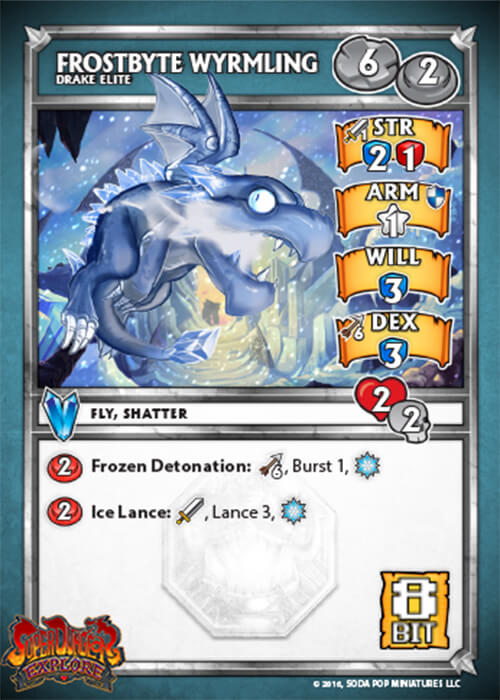 FROSTBYTE WYRMLING
DRAKE ELITE
6 2
STR
2 1
ARM
1
WILL
3
6 DEX
3
2
2
FLY, SHATTER
2 Frozen Detonation: 6, Burst 1,
2 Ice Lance: , Lance 3,
8
BIT
SUPER DUNGEON
EXPLORE
© 2016, SODA POP MINIATURES LLC